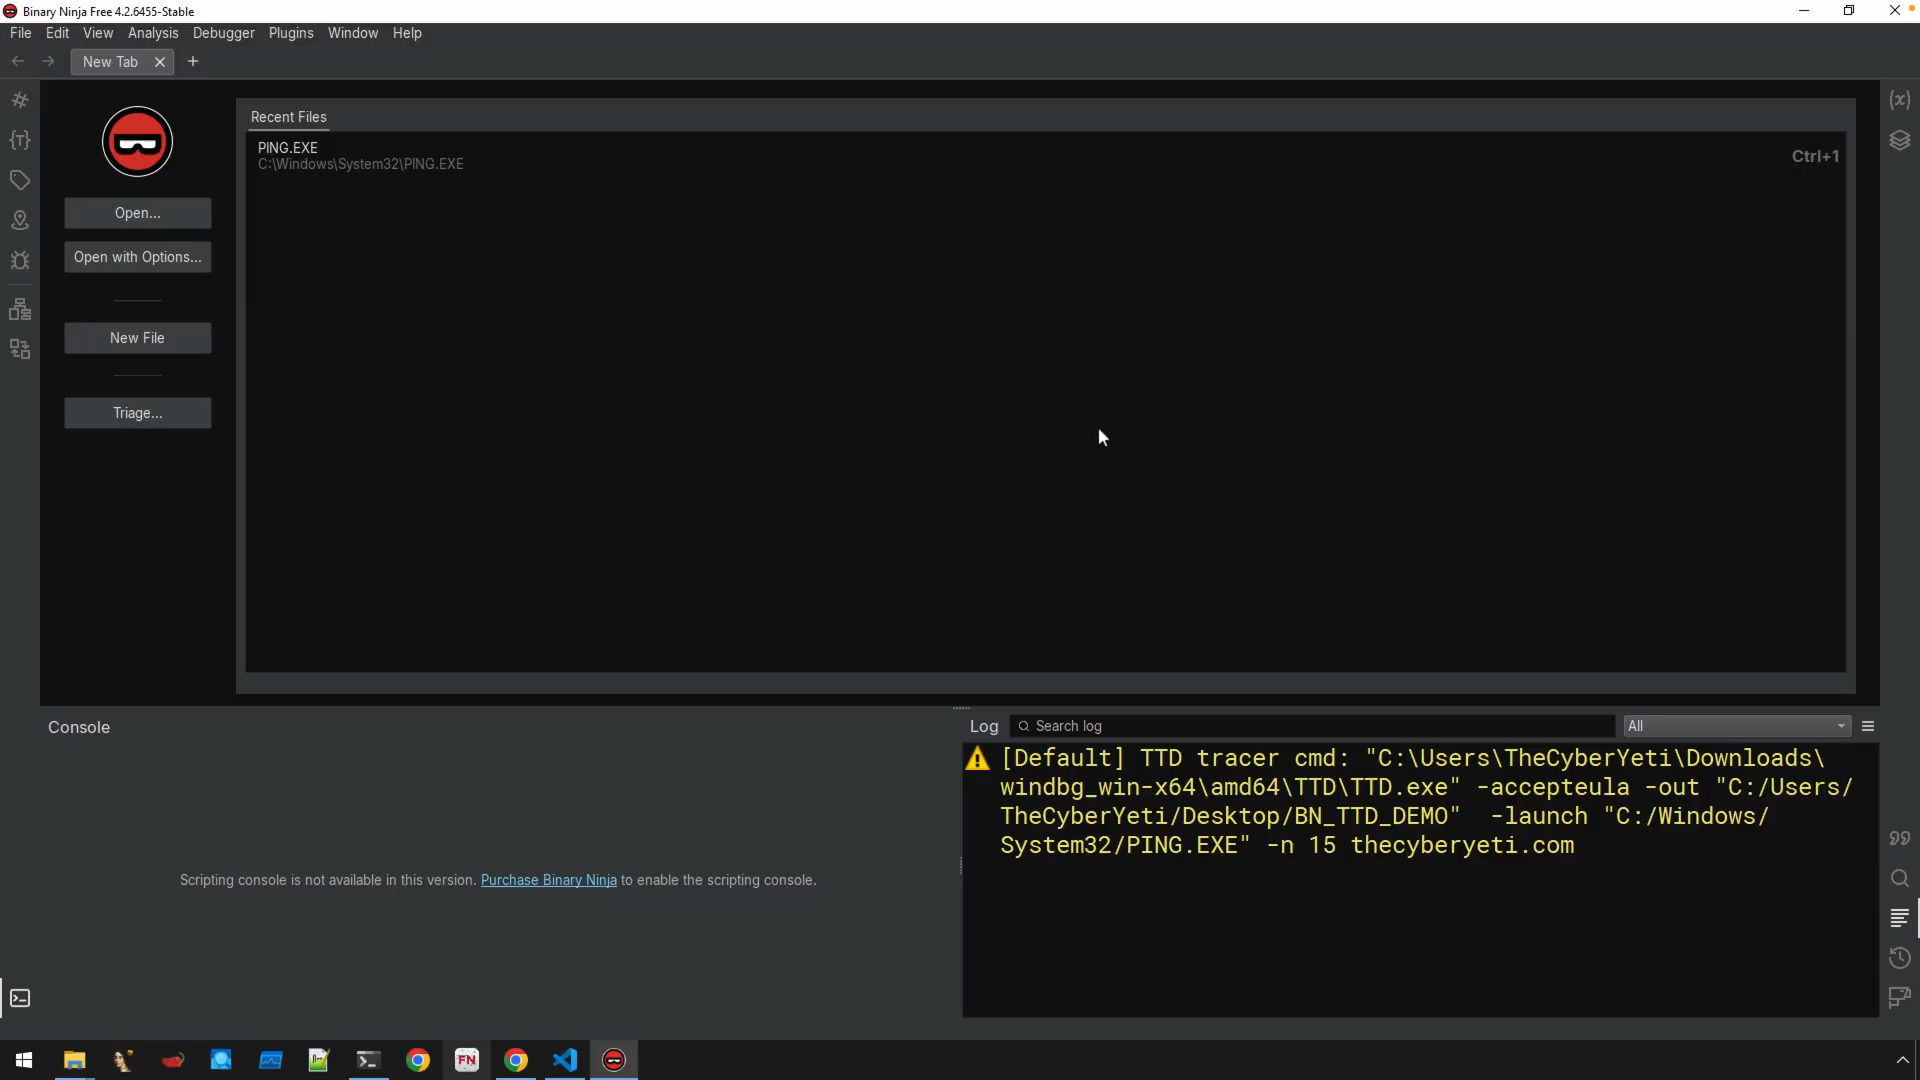 Binary Ninja Free 4.2.6455-Stable
File Edit View Analysis Debugger Plugins Window Help
New Tab
Recent Files
PING.EXE
C:\Windows\System32\PING.EXE
Ctrl+1
Open...
Open with Options...
New File
Triage...
Console
Scripting console is not available in this version. Purchase Binary Ninja to enable the scripting console.
Log Search log All
[Default] TTD tracer cmd: "C:\Users\TheCyberYeti\Downloads\
windbg_win-x64\amd64\TTD\TTD.exe" -accepteula -out "C:/Users/
TheCyberYeti/Desktop/BN_TTD_DEMO"  -launch "C:/Windows/
System32/PING.EXE" -n 15 thecyberyeti.com
FN